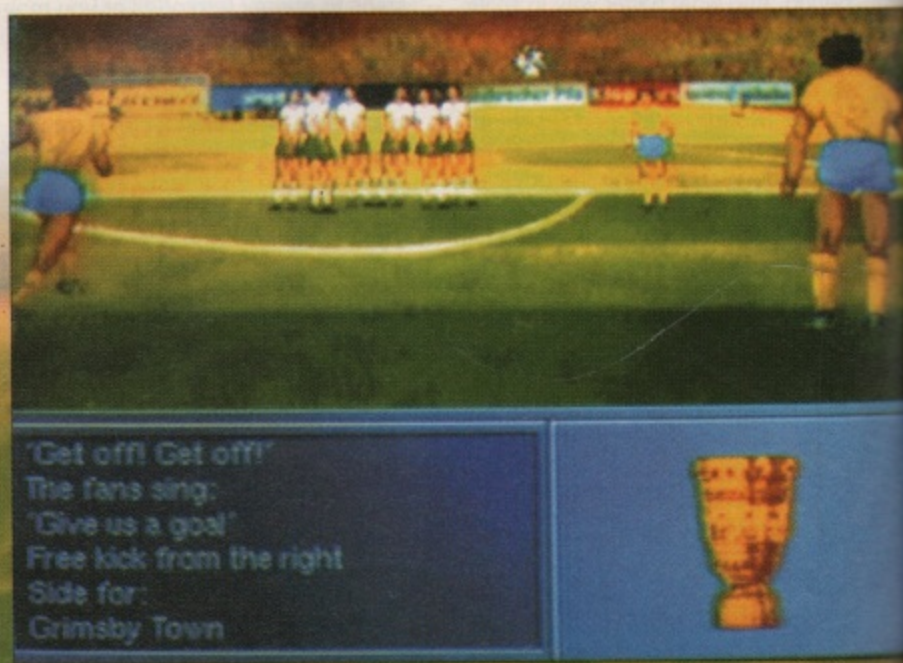 "Get off! Get off!"
The fans sing:
"Give us a goal"
Free kick from the right
Side for:
Grimsby Town